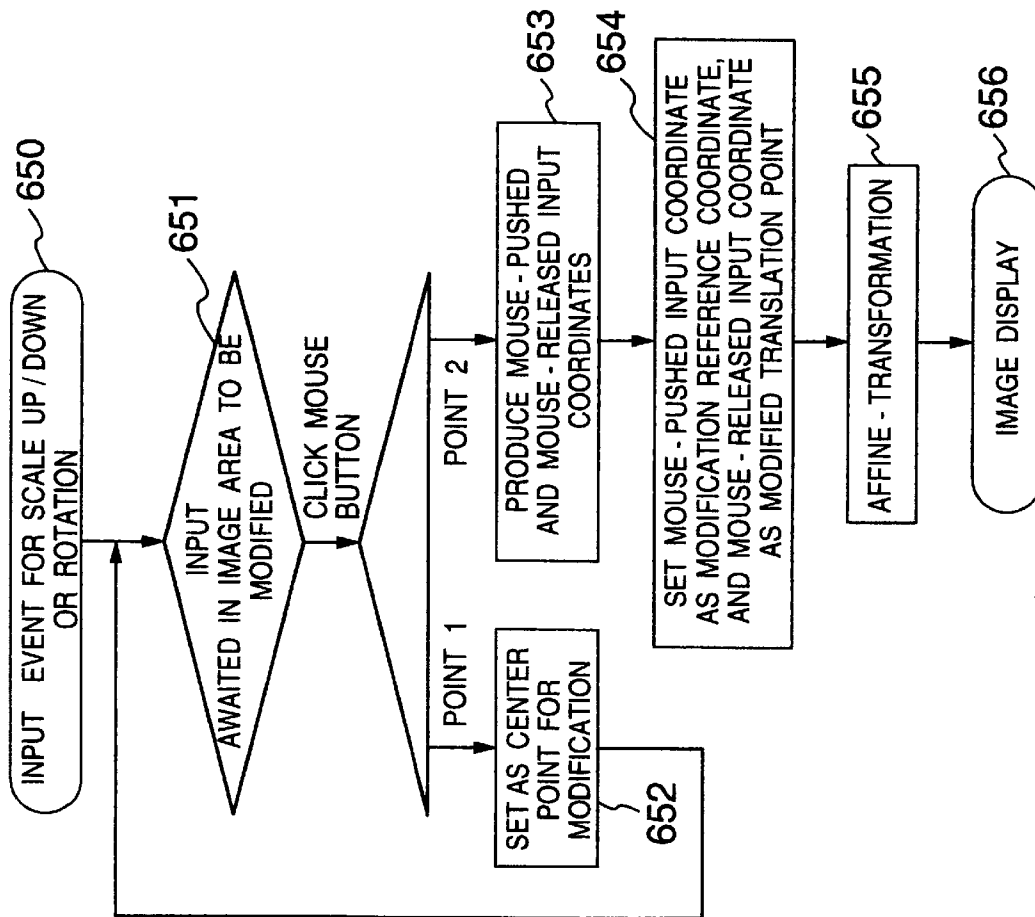 INPUT EVENT FOR SCALE UP/DOWN
OR ROTATION
650
INPUT
AWAITED IN IMAGE AREA TO BE
MODIFIED
651
CLICK MOUSE
BUTTON
POINT 1
POINT 2
SET AS CENTER
POINT FOR
MODIFICATION
652
PRODUCE MOUSE-PUSHED
AND MOUSE-RELEASED INPUT
COORDINATES
653
SET MOUSE-PUSHED INPUT COORDINATE
AS MODIFICATION REFERENCE COORDINATE,
AND MOUSE-RELEASED INPUT COORDINATE
AS MODIFIED TRANSLATION POINT
654
AFFINE-TRANSFORMATION
655
IMAGE DISPLAY
656